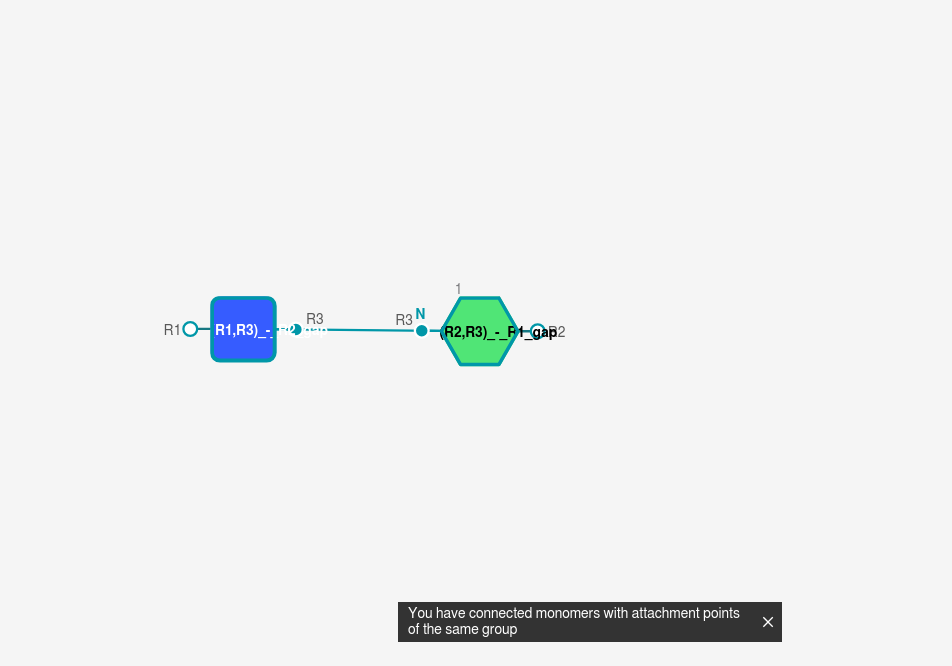 1
R1
R1,R3)_-_R2_gap
R3
R3
N
(R2,R3)_-_R1_gap
R2
You have connected monomers with attachment points
of the same group